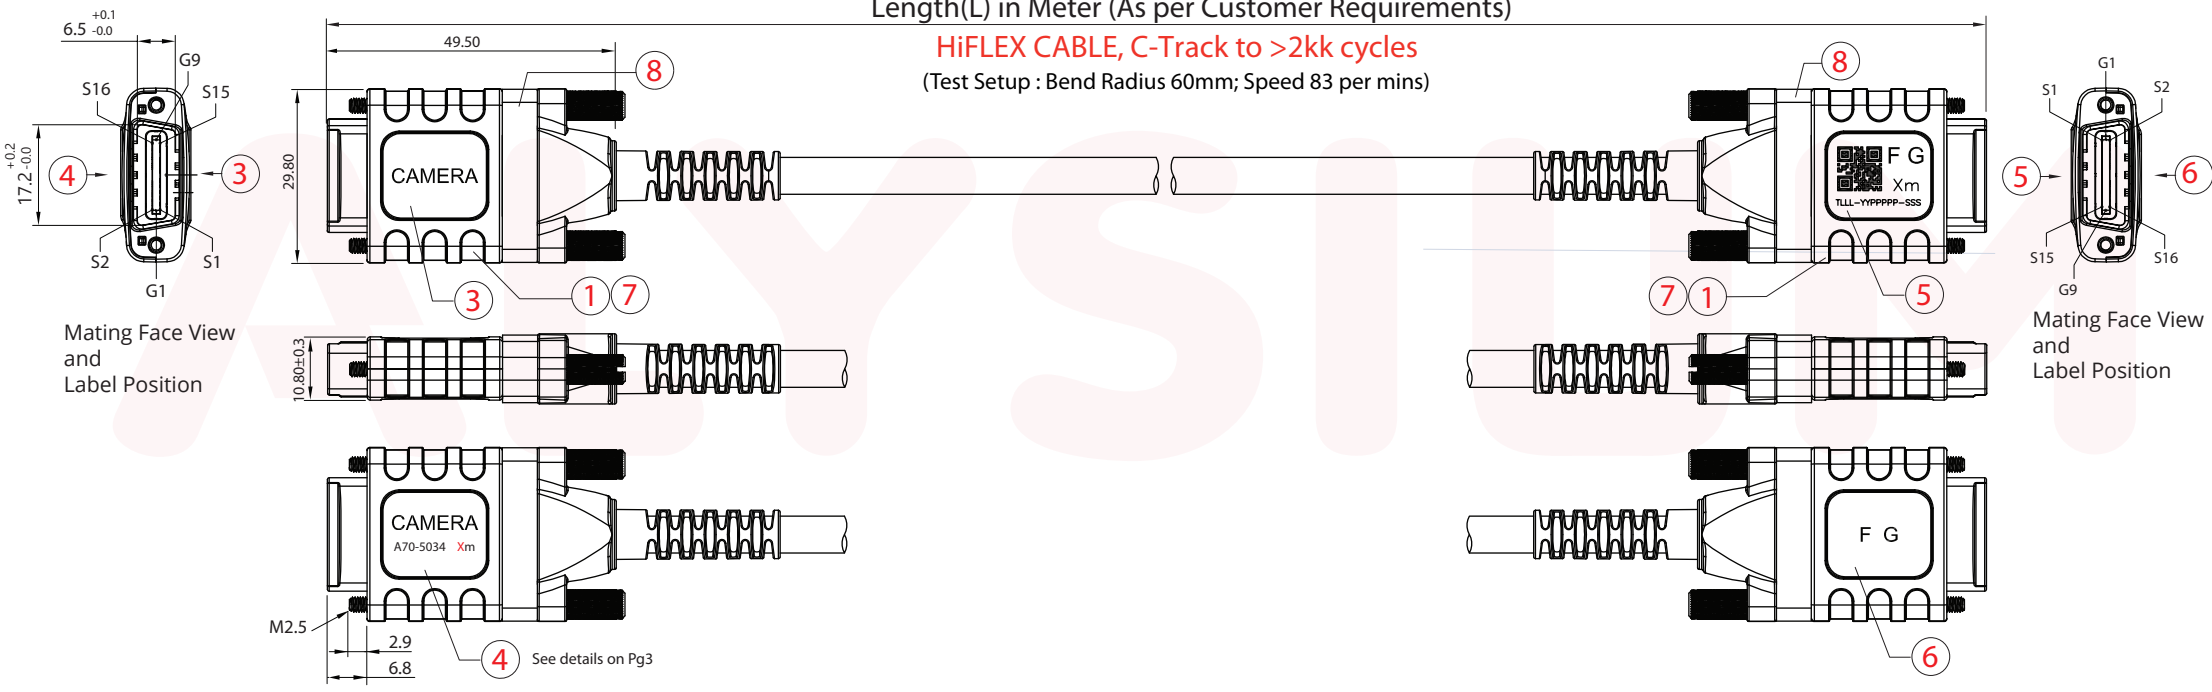 Length(L) in Meter (As per Customer Requirements)
HiFLEX CABLE, C-Track to >2kk cycles
(Test Setup : Bend Radius 60mm; Speed 83 per mins)
6.5 +0.1 -0.0
49.50
G9
S16
S15
17.2 +0.2 -0.0
4
3
S2
S1
G1
Mating Face View
and
Label Position
29.80
8
CAMERA
3
1 7
8
F G
Xm
TLLL-YYPPPPP-SSS
7 1
5
G1
S1
S2
5
6
S15
S16
G9
Mating Face View
and
Label Position
10.80±0.3
CAMERA
A70-5034 Xm
M2.5
2.9
6.8
4
See details on Pg3
F G
6
ALYSIUM